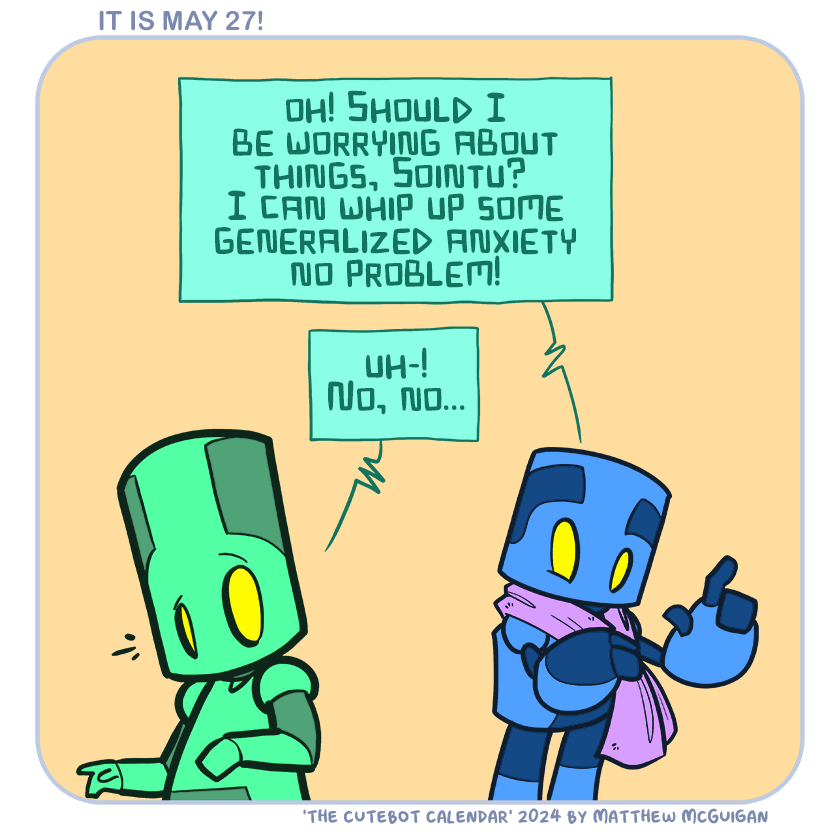 IT IS MAY 27!
OH! SHOULD I
BE WORRYING ABOUT
THINGS, SOINTU?
I CAN WHIP UP SOME
GENERALIZED ANXIETY
NO PROBLEM!
UH-!
NO, NO...
'THE CUTEBOT CALENDAR' 2024 BY MATTHEW MCGUIGAN